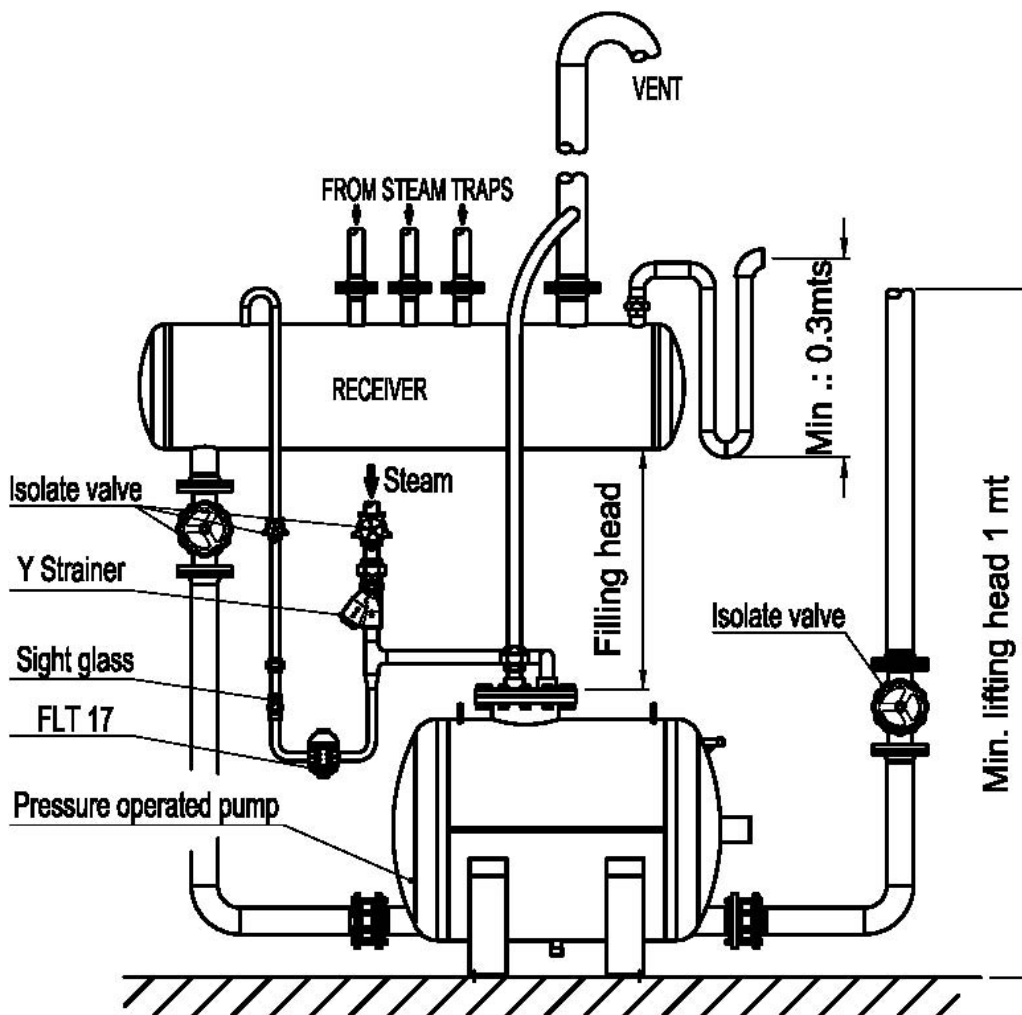 VENT
FROM STEAM TRAPS
Min .: 0.3mts
RECEIVER
Isolate valve
Steam
Y Strainer
Filling head
Isolate valve
Min. lifting head 1 mt
Sight glass
FLT 17
Pressure operated pump